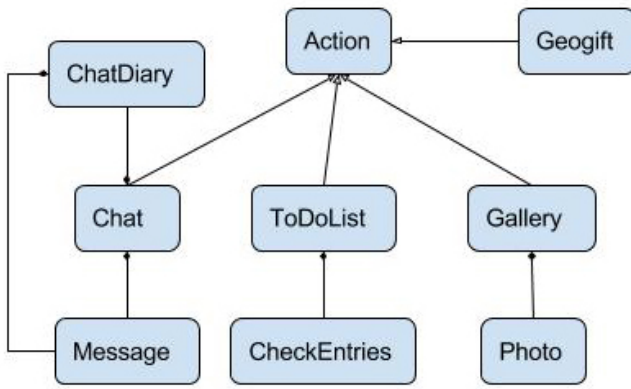 Action
Geogift
ChatDiary
Chat
ToDoList
Gallery
Message
CheckEntries
Photo